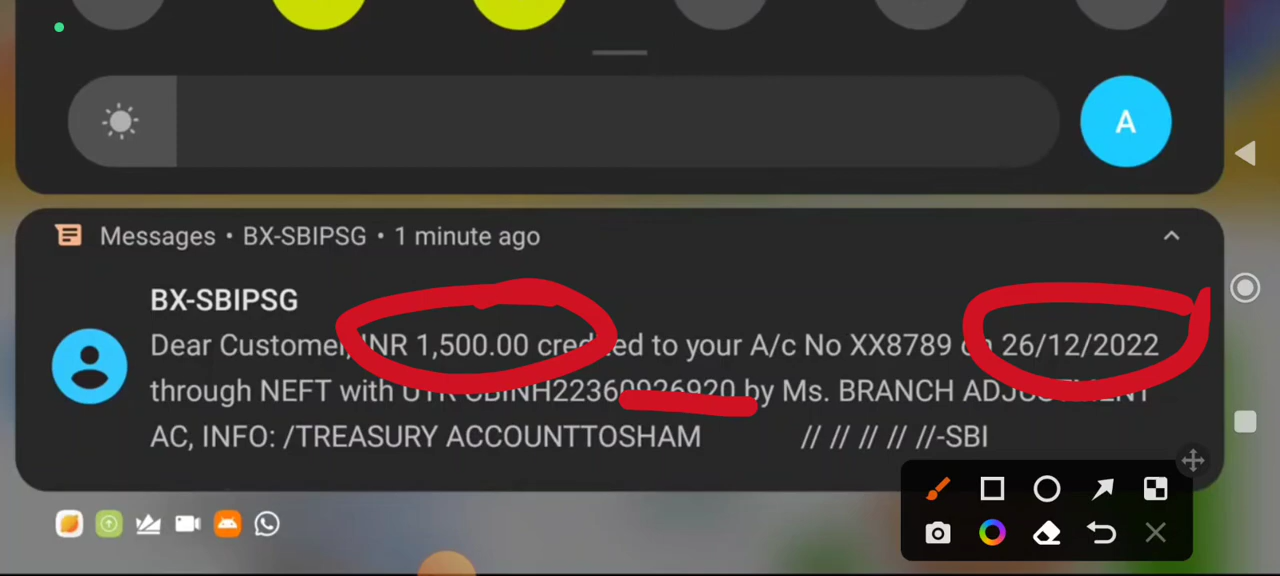 A
Messages • BX-SBIPSG • 1 minute ago
BX-SBIPSG
Dear Customer, INR 1,500.00 credited to your A/c No XX8789 on 26/12/2022
through NEFT with UTR SBINH22360926920 by Ms. BRANCH ADJUSTMENT
AC, INFO: /TREASURY ACCOUNTTOSHAM // // // // //-SBI